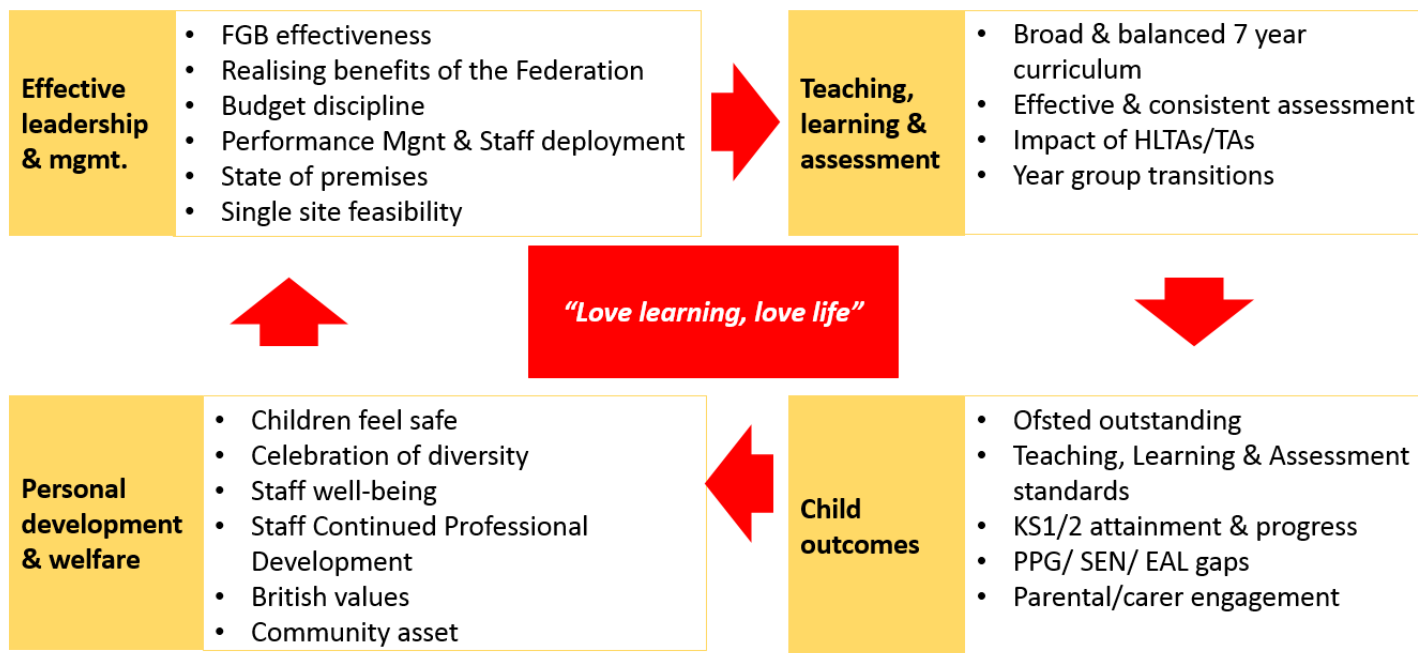 Effective
leadership
& mgmt.
• FGB effectiveness
• Realising benefits of the Federation
• Budget discipline
• Performance Mgnt & Staff deployment
• State of premises
• Single site feasibility
Teaching,
learning &
assessment
• Broad & balanced 7 year
curriculum
• Effective & consistent assessment
• Impact of HLTAs/TAs
• Year group transitions
“Love learning, love life”
Personal
development
& welfare
• Children feel safe
• Celebration of diversity
• Staff well-being
• Staff Continued Professional
Development
• British values
• Community asset
Child
outcomes
• Ofsted outstanding
• Teaching, Learning & Assessment
standards
• KS1/2 attainment & progress
• PPG/ SEN/ EAL gaps
• Parental/carer engagement